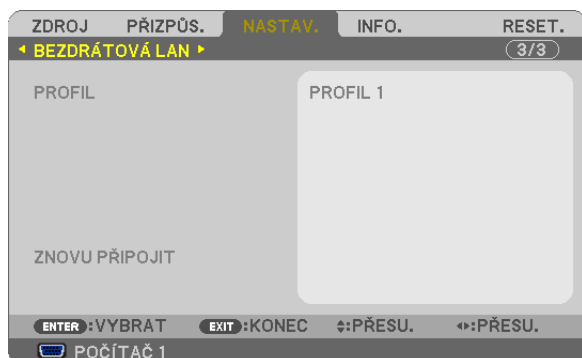 ZDROJ PŘIZPŮS. NASTAV. INFO. RESET.
BEZDRÁTOVÁ LAN 3/3
PROFIL PROFIL 1
ZNOVU PŘIPOJIT
ENTER :VYBRAT EXIT :KONEC :PŘESU. :PŘESU.
POČÍTAČ 1